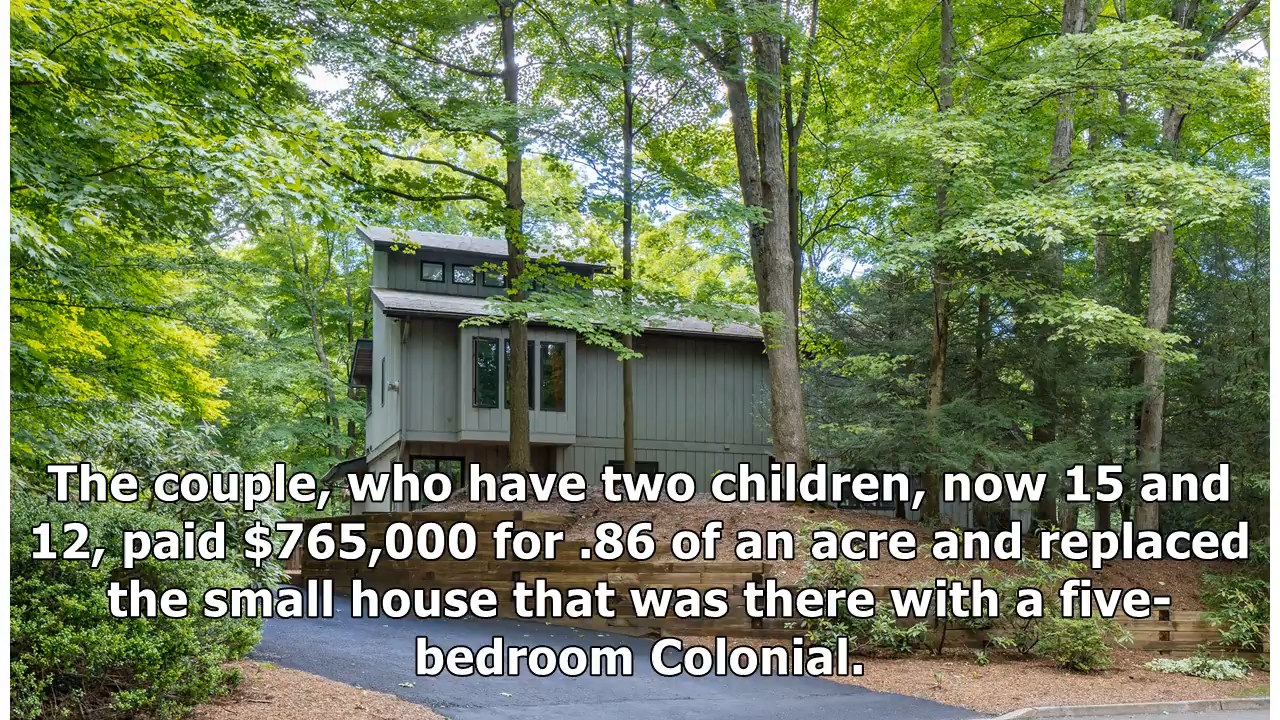 The couple, who have two children, now 15 and
12, paid $765,000 for .86 of an acre and replaced
the small house that was there with a five-
bedroom Colonial.